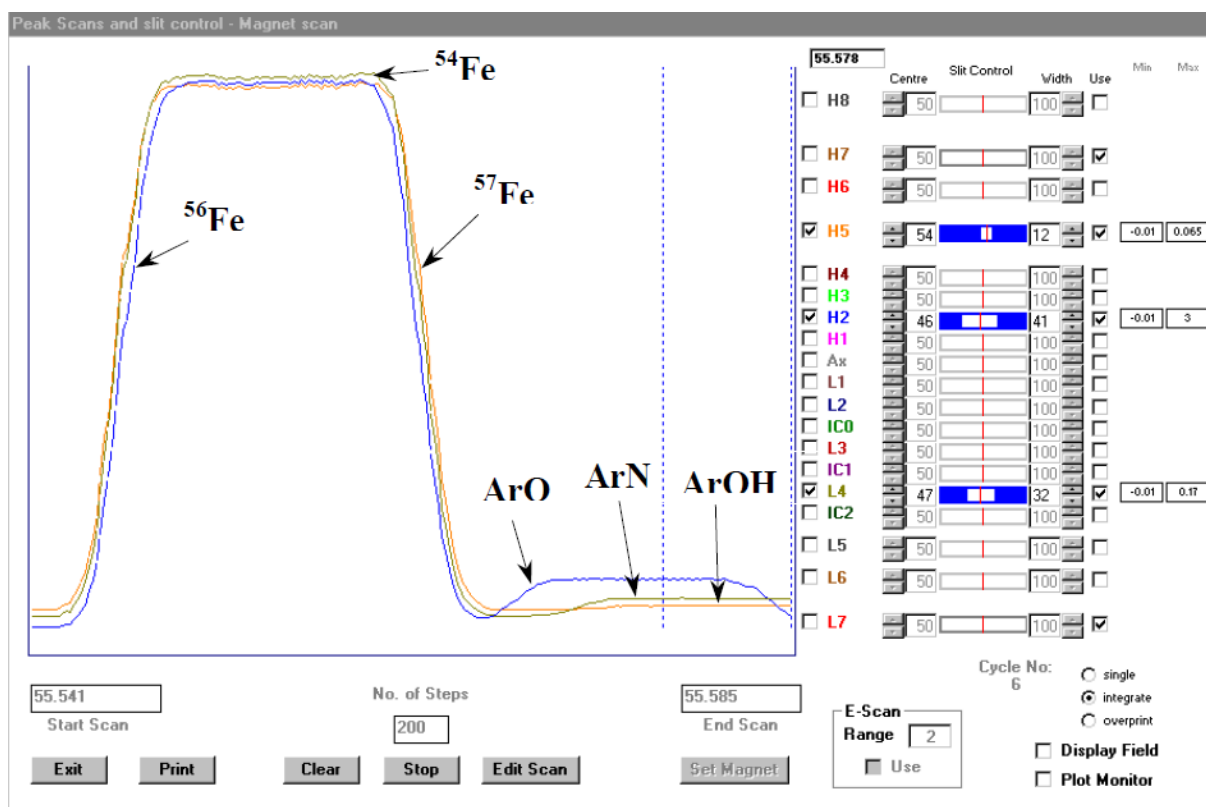 Peak Scans and slit control - Magnet scan
54Fe
56Fe
57Fe
ArO
ArN
ArOH
55.578
Centre Slit Control Width Use Min Max
H8 50 100
H7 50 100
H6 50 100
H5 54 12 -0.01 0.065
H4 50 100
H3 50 100
H2 46 41 -0.01 3
H1 50 100
Ax 50 100
L1 50 100
L2 50 100
IC0 50 100
L3 50 100
IC1 50 100
L4 47 32 -0.01 0.17
IC2 50 100
L5 50 100
L6 50 100
L7 50 100
55.541
Start Scan
No. of Steps
200
55.585
End Scan
Cycle No:
6
single
integrate
overprint
E-Scan
Range 2
Use
Display Field
Plot Monitor
Exit Print Clear Stop Edit Scan Set Magnet